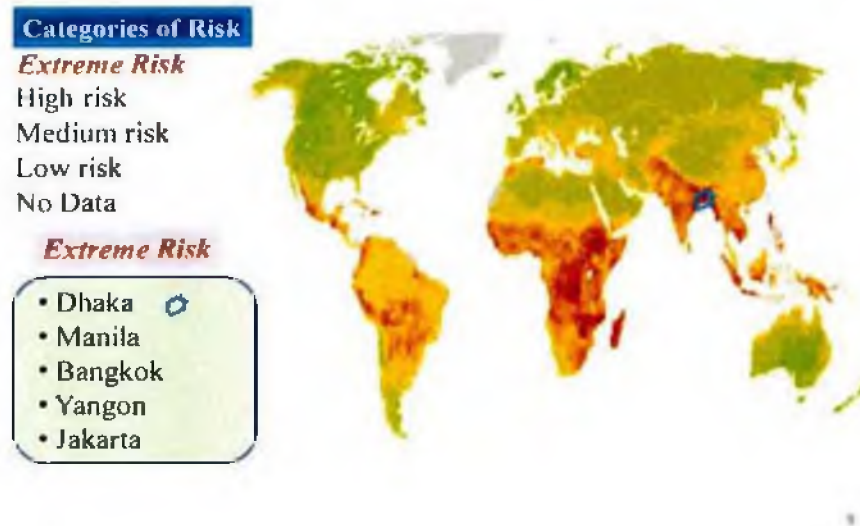 Categories of Risk
Extreme Risk
High risk
Medium risk
Low risk
No Data
Extreme Risk
• Dhaka
• Manila
• Bangkok
• Yangon
• Jakarta